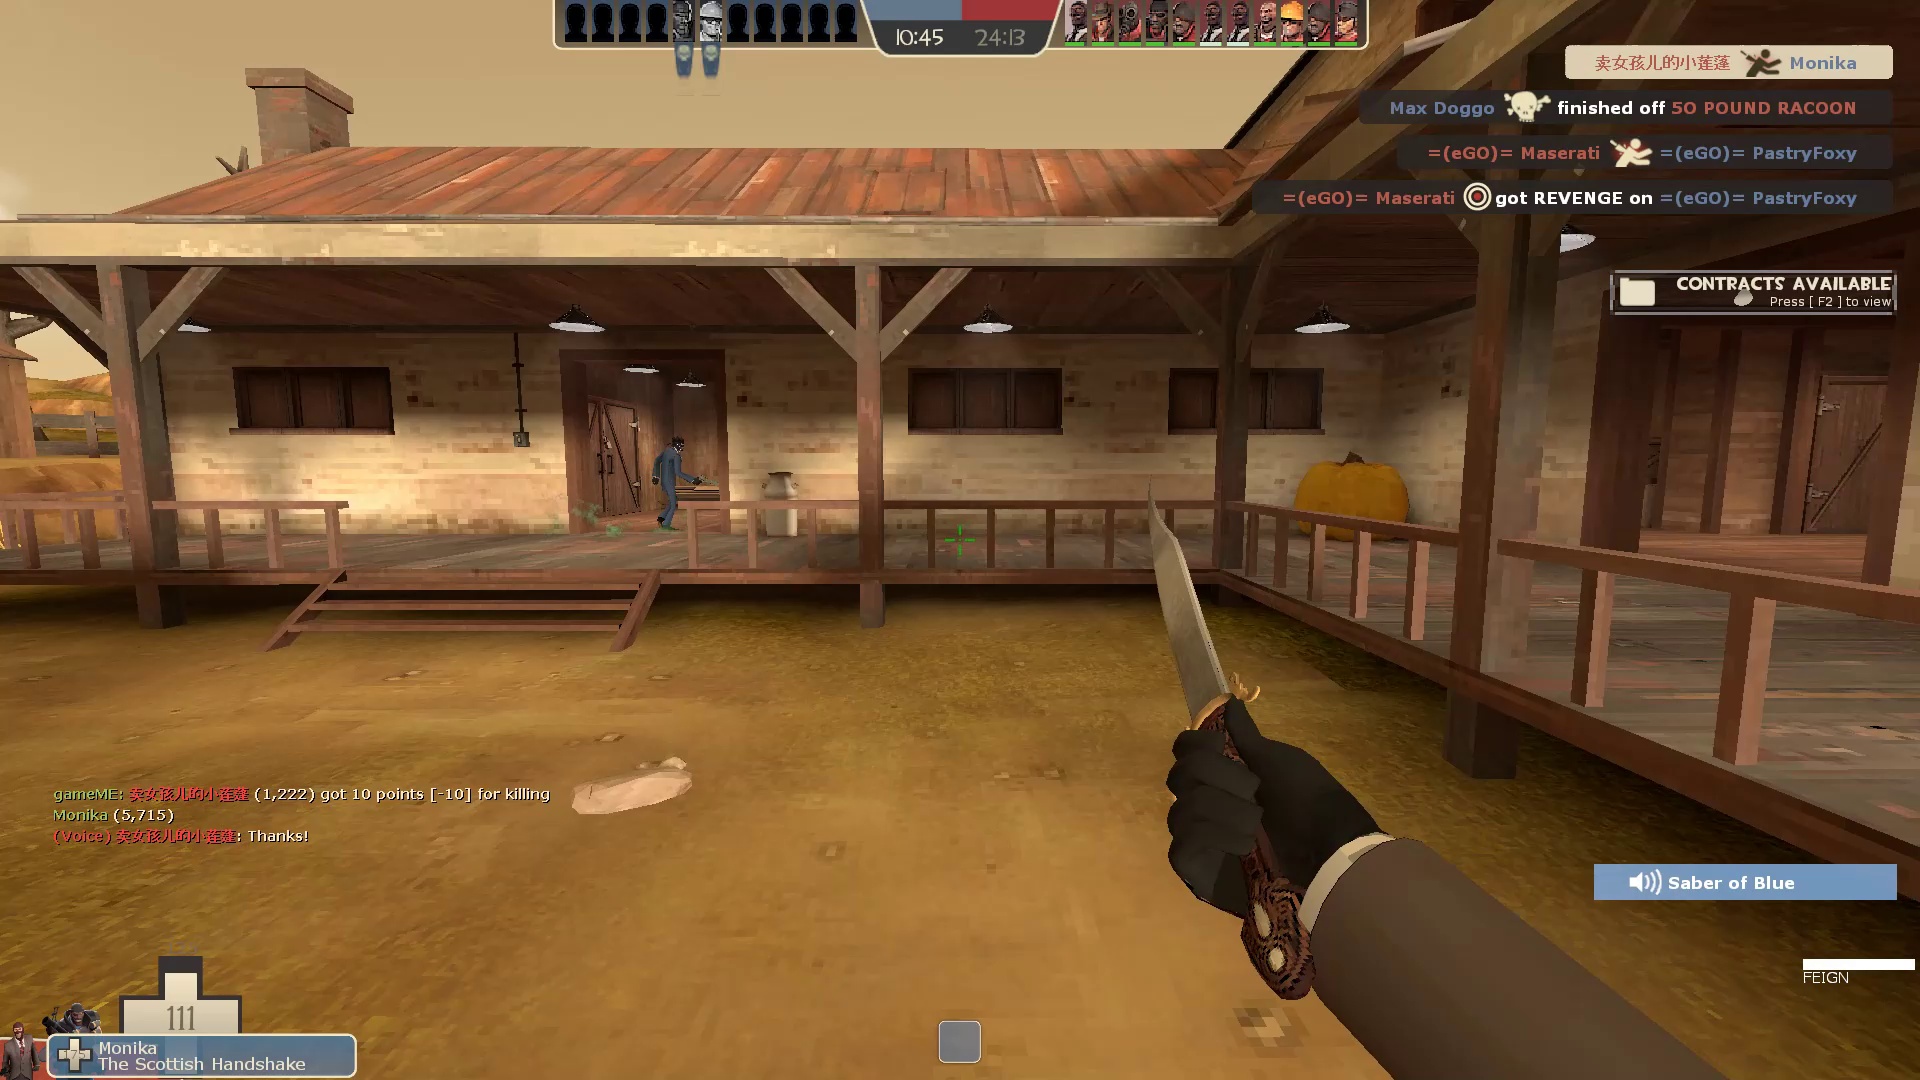 10:45 24:13
卖女孩儿的小莲蓬 Monika
Max Doggo finished off 50 POUND RACOON
=(eGO)= Maserati =(eGO)= PastryFoxy
=(eGO)= Maserati got REVENGE on =(eGO)= PastryFoxy
CONTRACTS AVAILABLE
Press [ F2 ] to view
gameME: 卖女孩儿的小莲蓬 (1,222) got 10 points [-10] for killing
Monika (5,715)
(Voice) 卖女孩儿的小莲蓬: Thanks!
Saber of Blue
FEIGN
111
175
Monika
The Scottish Handshake